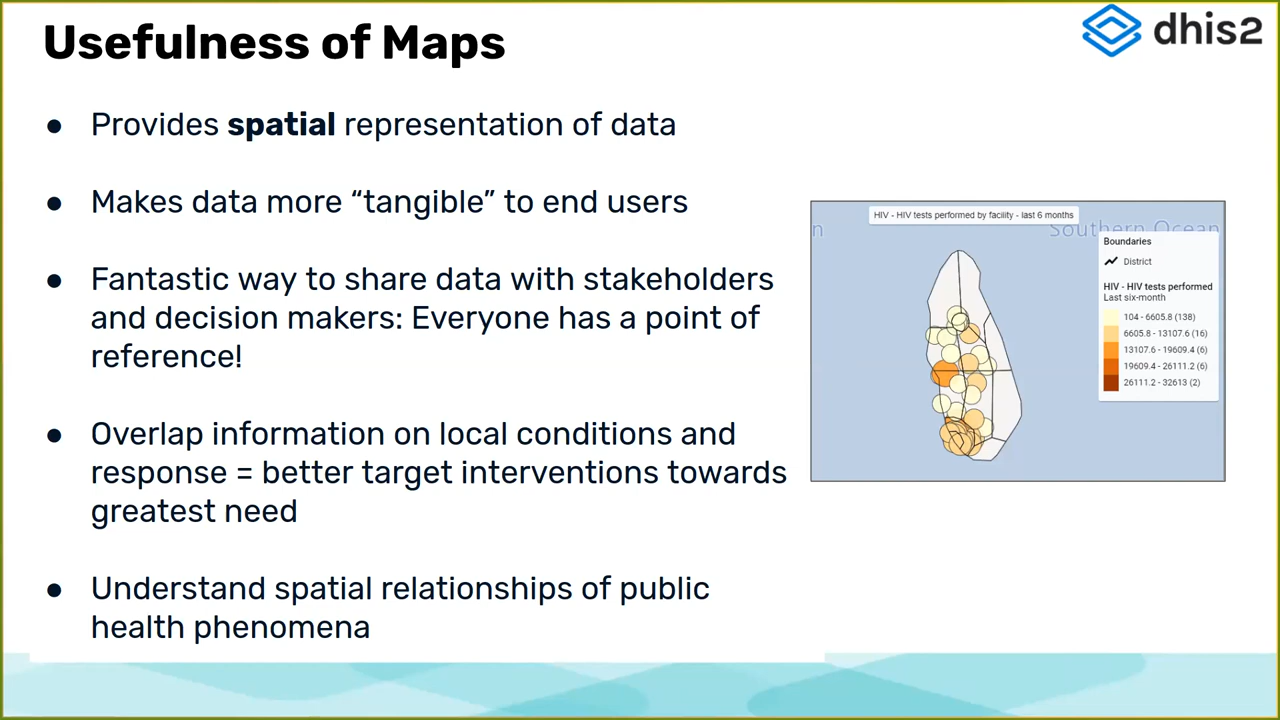 Usefulness of Maps
dhis2
● Provides spatial representation of data
● Makes data more “tangible” to end users
● Fantastic way to share data with stakeholders
and decision makers: Everyone has a point of
reference!
● Overlap information on local conditions and
response = better target interventions towards
greatest need
● Understand spatial relationships of public
health phenomena
HIV - HIV tests performed by facility - last 6 months
n
Southern Ocean
Boundaries
District
HIV - HIV tests performed
Last six-month
104 - 6605.8 (138)
6605.8 - 13107.6 (16)
13107.6 - 19609.4 (6)
19609.4 - 26111.2 (6)
26111.2 - 32613 (2)